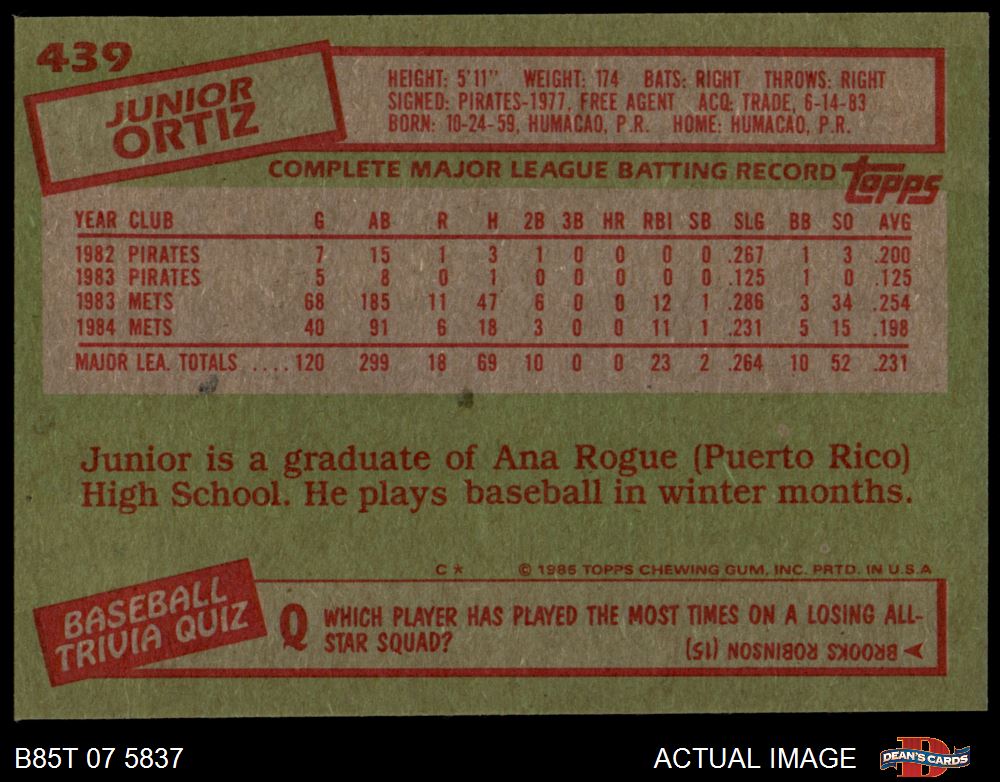 439
JUNIOR
ORTIZ
HEIGHT: 5'11" WEIGHT: 174 BATS: RIGHT THROWS: RIGHT
SIGNED: PIRATES-1977, FREE AGENT ACQ: TRADE, 6-14-83
BORN: 10-24-59, HUMACAO, P.R. HOME: HUMACAO, P.R.
COMPLETE MAJOR LEAGUE BATTING RECORD topps
YEAR CLUB G AB R H 2B 3B HR RBI SB SLG BB SO AVG
1982 PIRATES 7 15 1 3 1 0 0 0 0 .267 1 3 .200
1983 PIRATES 5 8 0 1 0 0 0 0 0 .125 1 0 .125
1983 METS 68 185 11 47 6 0 0 12 1 .286 3 34 .254
1984 METS 40 91 6 18 3 0 0 11 1 .231 5 15 .198
MAJOR LEA. TOTALS ....120 299 18 69 10 0 0 23 2 .264 10 52 .231
Junior is a graduate of Ana Rogue (Puerto Rico)
High School. He plays baseball in winter months.
C * © 1985 TOPPS CHEWING GUM, INC. PRTD. IN U.S.A
BASEBALL
TRIVIA QUIZ
Q WHICH PLAYER HAS PLAYED THE MOST TIMES ON A LOSING ALL-
STAR SQUAD?
➤ BROOKS ROBINSON (15)
B85T 07 5837 ACTUAL IMAGE D DEAN'S CARDS